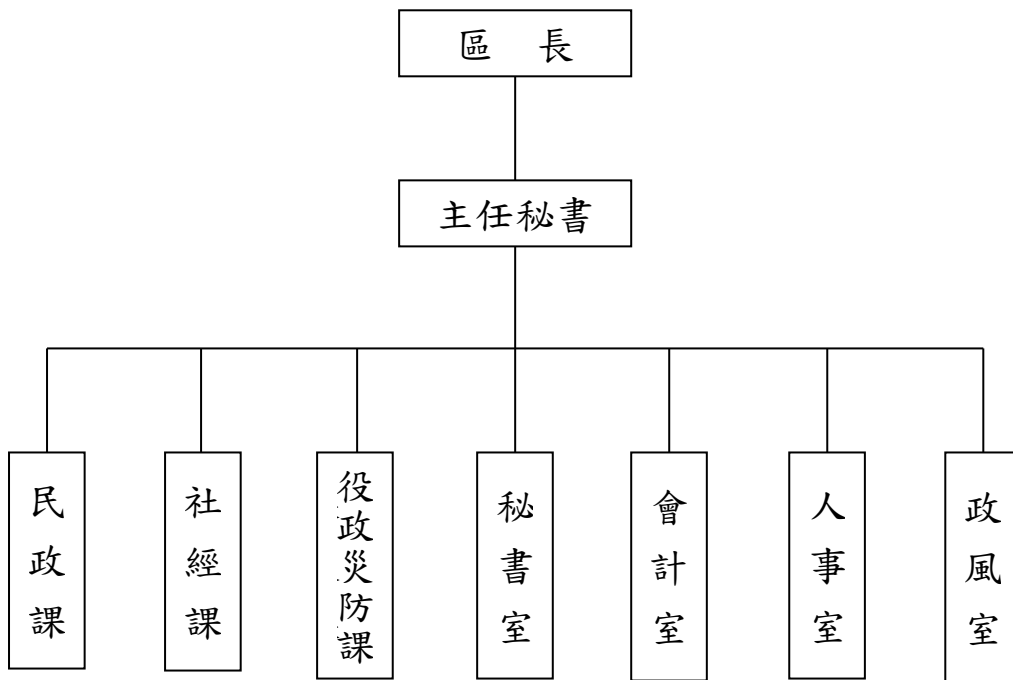 區 長
主任秘書
民政課
社經課
役政災防課
秘書室
會計室
人事室
政風室